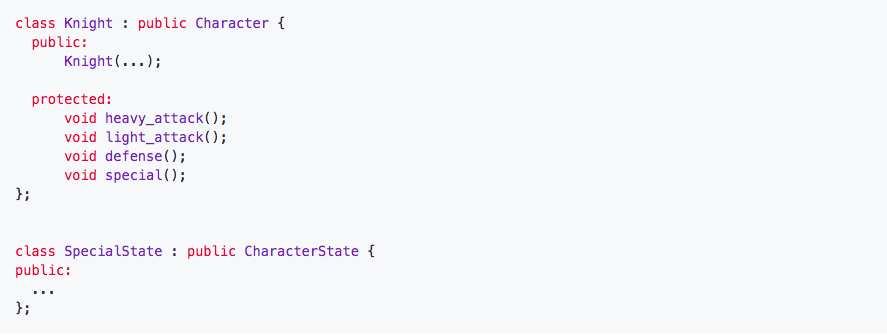 class Knight : public Character {
  public:
      Knight(...);

  protected:
      void heavy_attack();
      void light_attack();
      void defense();
      void special();
};


class SpecialState : public CharacterState {
public:
  ...
};